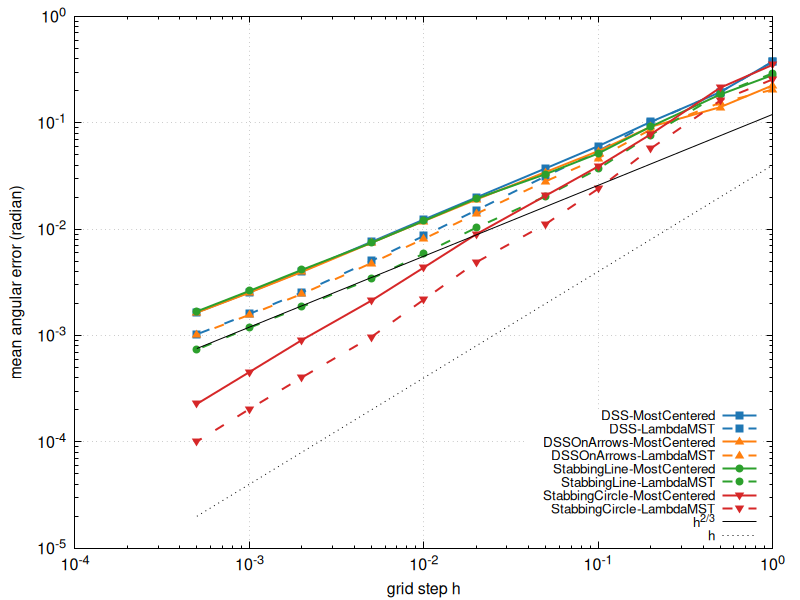 10^0
10^-1
10^-2
10^-3
10^-4
10^-5
mean angular error (radian)
DSS-MostCentered
DSS-LambdaMST
DSSOnArrows-MostCentered
DSSOnArrows-LambdaMST
StabbingLine-MostCentered
StabbingLine-LambdaMST
StabbingCircle-MostCentered
StabbingCircle-LambdaMST
h^2/3
h
10^-4 10^-3 10^-2 10^-1 10^0
grid step h